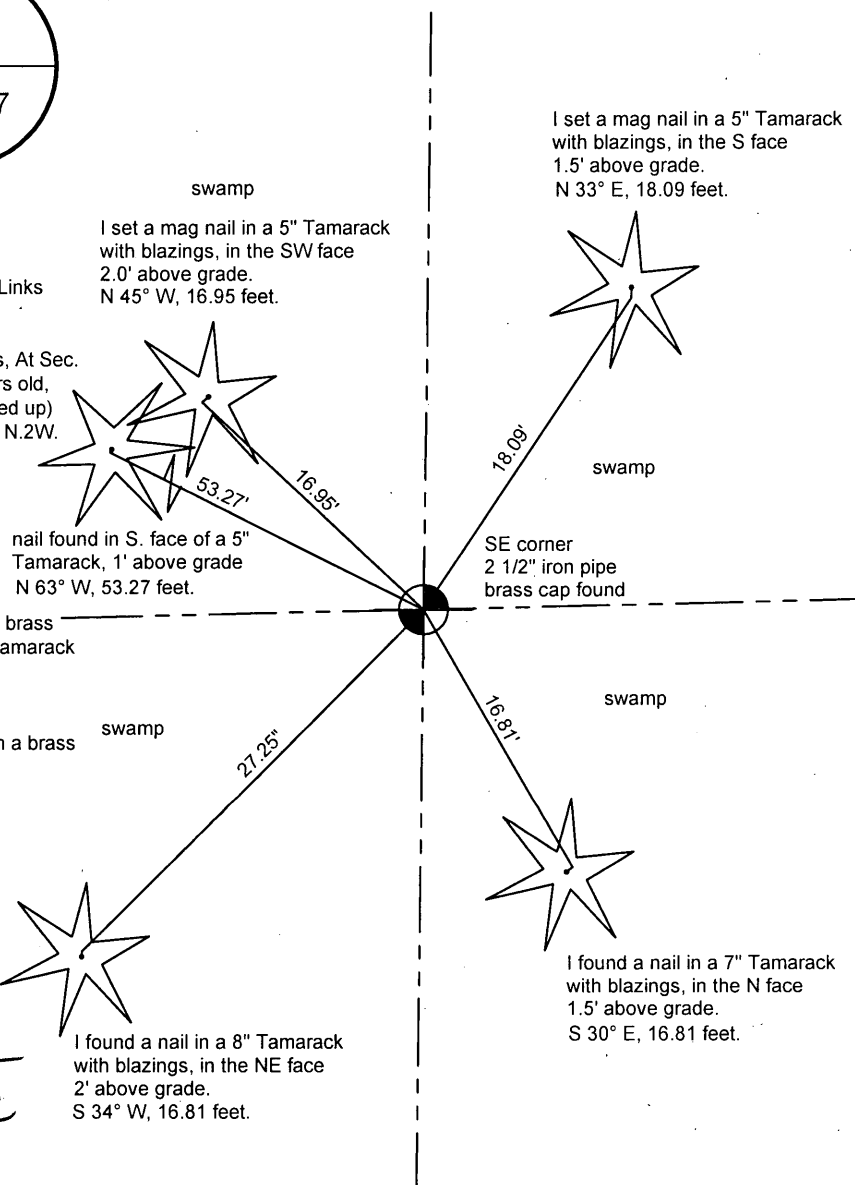 7
I set a mag nail in a 5" Tamarack
with blazings, in the S face
1.5' above grade.
N 33° E, 18.09 feet.
swamp
I set a mag nail in a 5" Tamarack
with blazings, in the SW face
2.0' above grade.
N 45° W, 16.95 feet.
Links
s, At Sec.
rs old,
ed up)
N.2W.
18.09'
swamp
16.95'
53.27'
nail found in S. face of a 5"
Tamarack, 1' above grade
N 63° W, 53.27 feet.
SE corner
2 1/2" iron pipe
brass cap found
brass
amarack
swamp
16.81'
swamp
27.25"
n a brass
I found a nail in a 7" Tamarack
with blazings, in the N face
1.5' above grade.
S 30° E, 16.81 feet.
I found a nail in a 8" Tamarack
with blazings, in the NE face
2' above grade.
S 34° W, 16.81 feet.